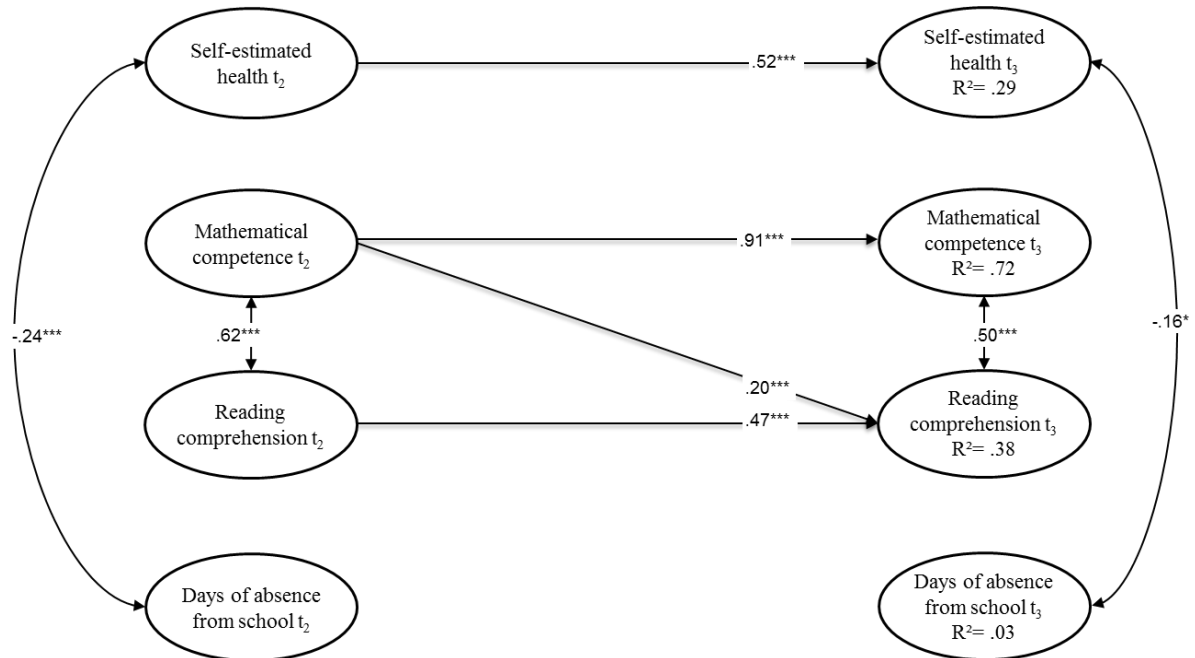 Self-estimated
health t₂
.52***
Self-estimated
health t₃
R²= .29
Mathematical
competence t₂
.91***
Mathematical
competence t₃
R²= .72
-.24***
.62***
.50***
-.16*
.20***
Reading
comprehension t₂
.47***
Reading
comprehension t₃
R²= .38
Days of absence
from school t₂
Days of absence
from school t₃
R²= .03